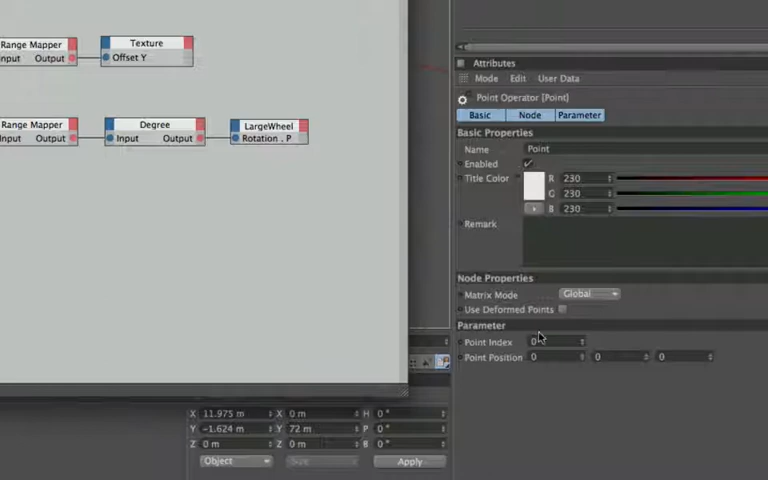 Range Mapper
nput Output
Texture
Offset Y
Range Mapper
nput Output
Degree
Input Output
LargeWheel
Rotation . P
Attributes
Mode Edit User Data
Point Operator [Point]
Basic Node Parameter
Basic Properties
Name Point
Enabled
Title Color R 230
G 230
B 230
Remark
Node Properties
Matrix Mode Global
Use Deformed Points
Parameter
Point Index 0
Point Position 0 0 0
X 11.975 m X 0 m H 0 °
Y -1.624 m Y 72 m P 0 °
Z 0 m Z 0 m B 0 °
Object Size Apply